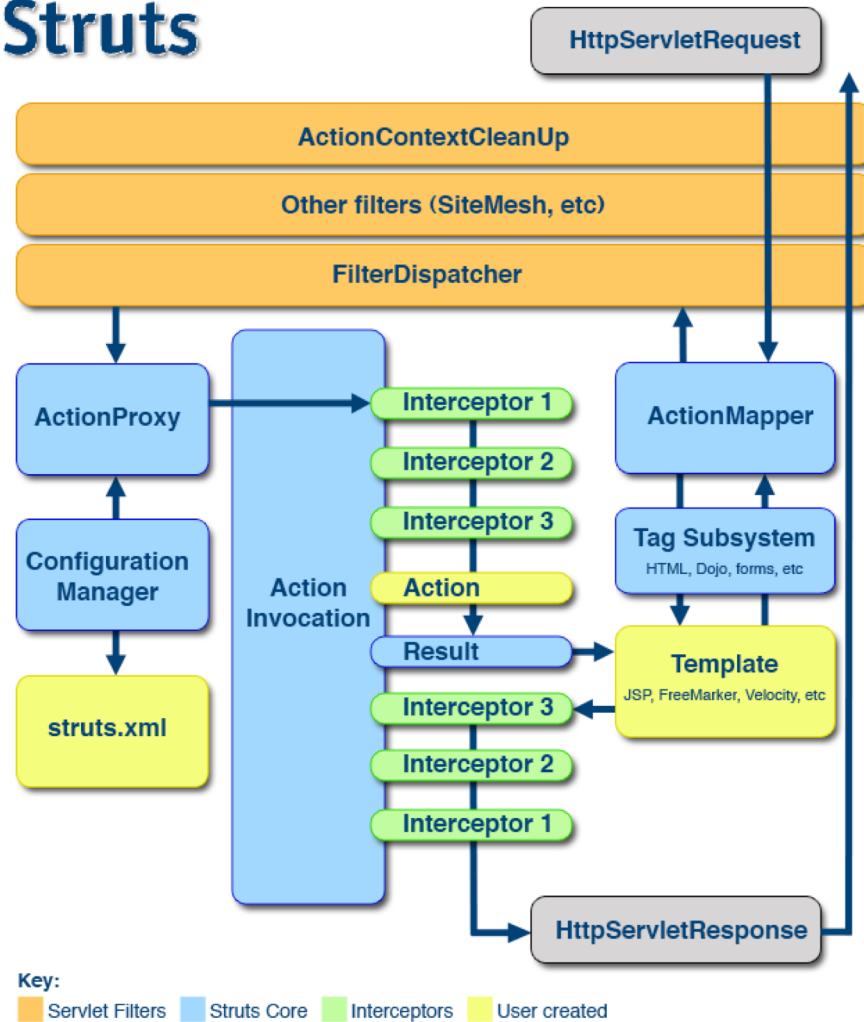 Struts
HttpServletRequest
ActionContextCleanUp
Other filters (SiteMesh, etc)
FilterDispatcher
ActionProxy
Interceptor 1
ActionMapper
Interceptor 2
Interceptor 3
Tag Subsystem
HTML, Dojo, forms, etc
Configuration
Manager
Action
Invocation
Action
Result
Template
JSP, FreeMarker, Velocity, etc
struts.xml
Interceptor 3
Interceptor 2
Interceptor 1
HttpServletResponse
Key:
Servlet Filters Struts Core Interceptors User created